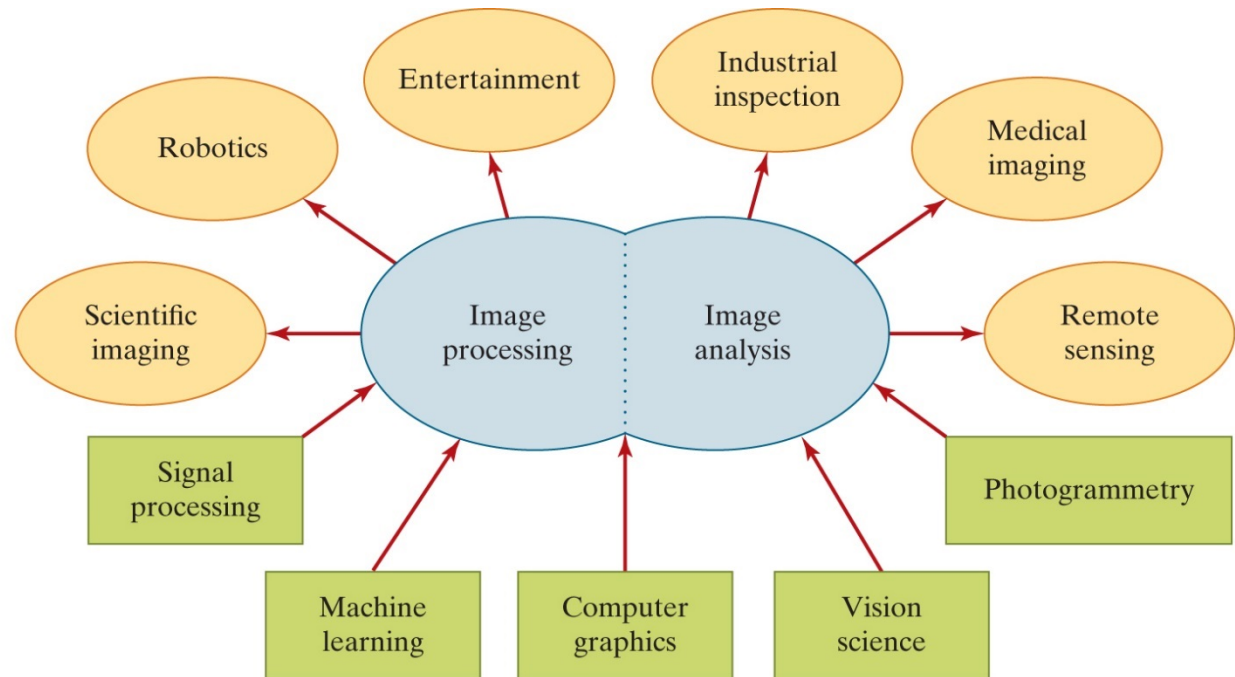 Entertainment
Industrial
inspection
Robotics
Medical
imaging
Scientific
imaging
Image
processing
Image
analysis
Remote
sensing
Signal
processing
Photogrammetry
Machine
learning
Computer
graphics
Vision
science